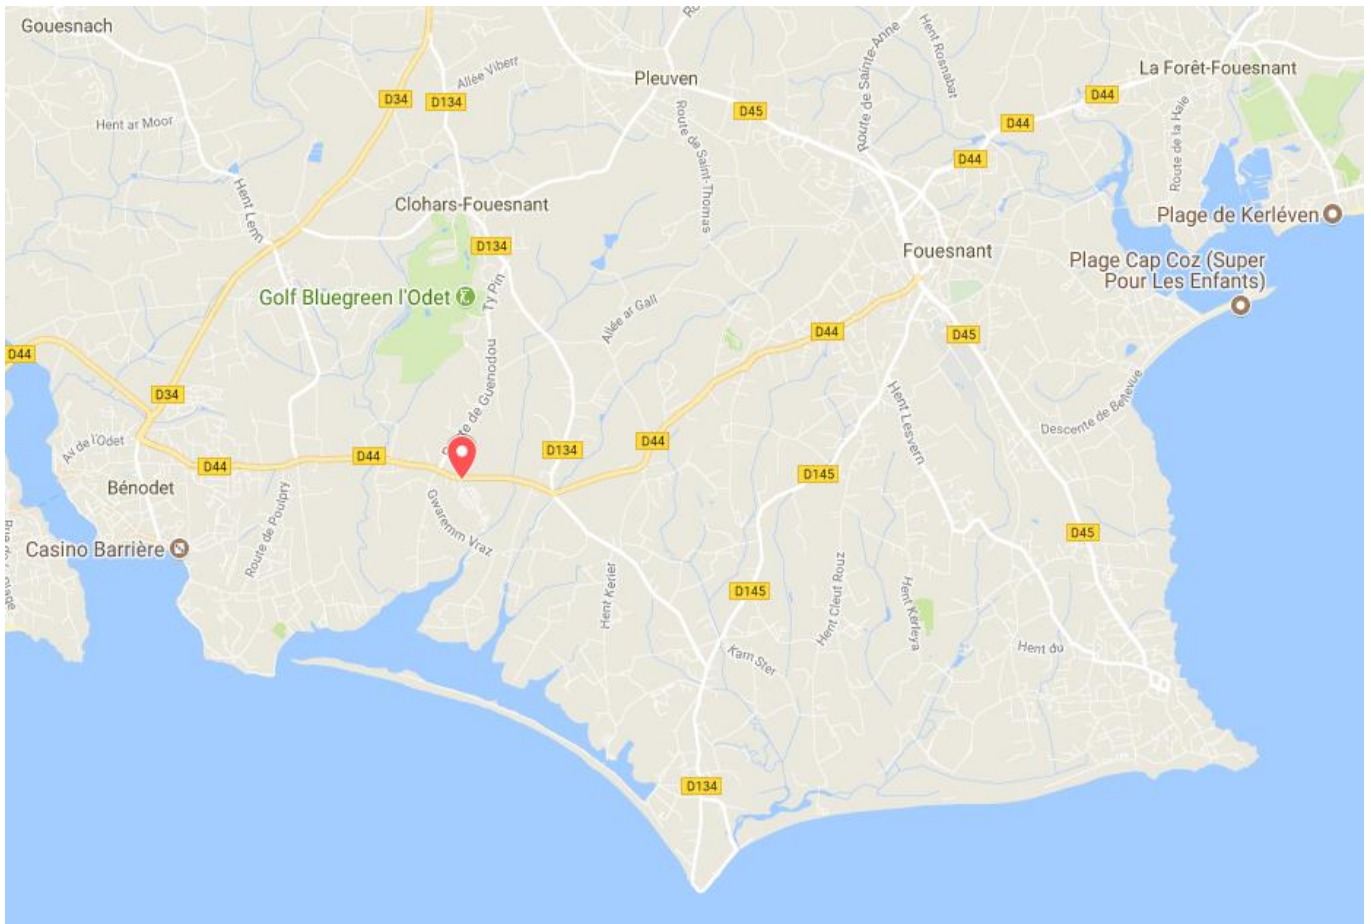 Gouesnach
Allée Viberr
D34
D134
Hent ar Moor
Pleuven
D45
Route de Saint-Thomas
Route de Sainte-Anne
Hent Rosnabat
La Forêt-Fouesnant
D44
D44
D44
Route de la Haie
Hent Lenn
Clohars-Fouesnant
D134
Plage de Kerléven
Fouesnant
Plage Cap Coz (Super
Pour Les Enfants)
Golf Bluegreen l'Odet
Ty Pin
Allée ar Gall
D44
D45
D44
D34
Hent Lesvern
Descente de Bellevue
Av de l'Odet
D44
D44
D134
D44
D145
Bénodet
Route de Poulpry
Gwaremm Vraz
Casino Barrière
D45
Hent Kerler
D145
Hent Cleut Rouz
Hent Kerleya
Karn Ster
Hent du
D134